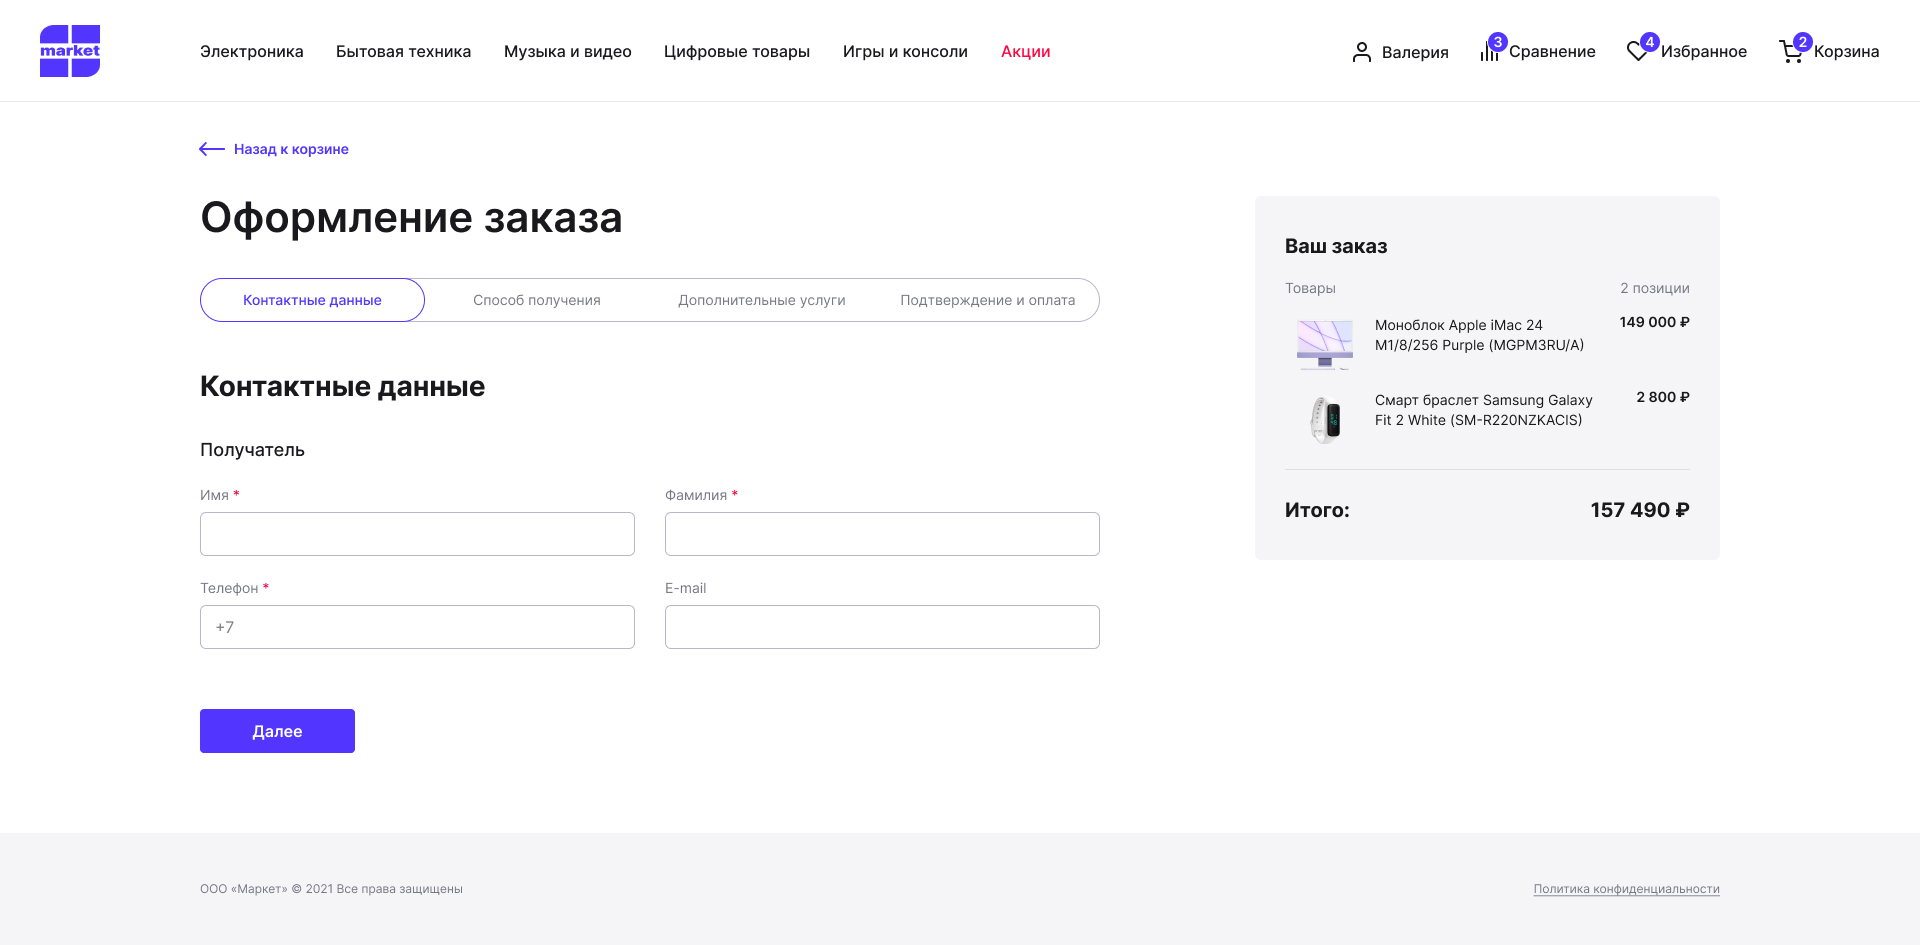 market
Электроника
Бытовая техника
Музыка и видео
Цифровые товары
Игры и консоли
Акции
Валерия
3
Сравнение
4
Избранное
2
Корзина
Назад к корзине
Оформление заказа
Контактные данные
Способ получения
Дополнительные услуги
Подтверждение и оплата
Контактные данные
Получатель
Имя *
Фамилия *
Телефон *
E-mail
+7
Далее
Ваш заказ
Товары
2 позиции
Моноблок Apple iMac 24
M1/8/256 Purple (MGPM3RU/A)
149 000 ₽
Смарт браслет Samsung Galaxy
Fit 2 White (SM-R220NZKACIS)
2 800 ₽
Итого:
157 490 ₽
ООО «Маркет» © 2021 Все права защищены
Политика конфиденциальности